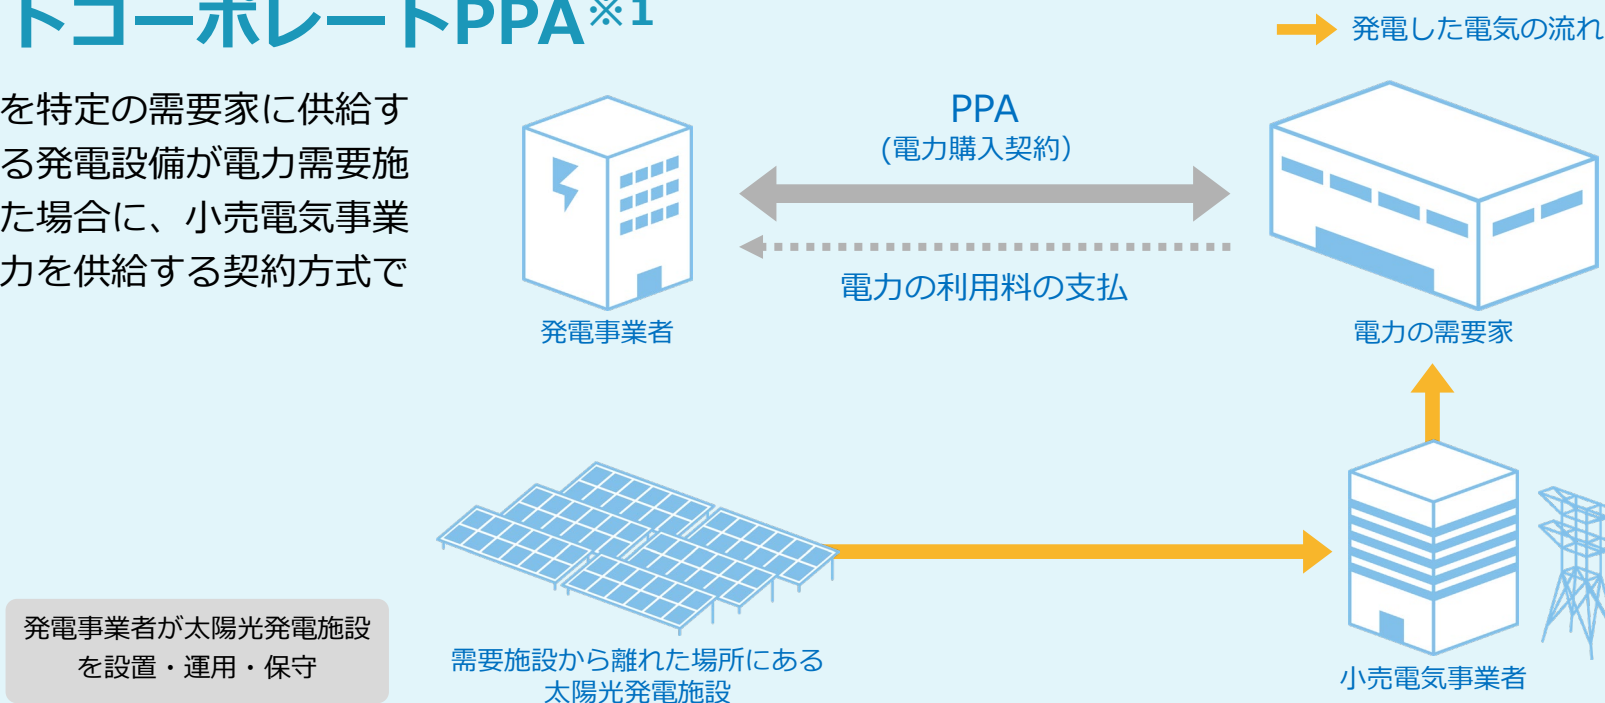 トコーポレートPPA※1
を特定の需要家に供給す
る発電設備が電力需要施
た場合に、小売電気事業
力を供給する契約方式で
発電した電気の流れ
PPA
(電力購入契約）
電力の利用料の支払
発電事業者
電力の需要家
発電事業者が太陽光発電施設
を設置・運用・保守
需要施設から離れた場所にある
太陽光発電施設
小売電気事業者